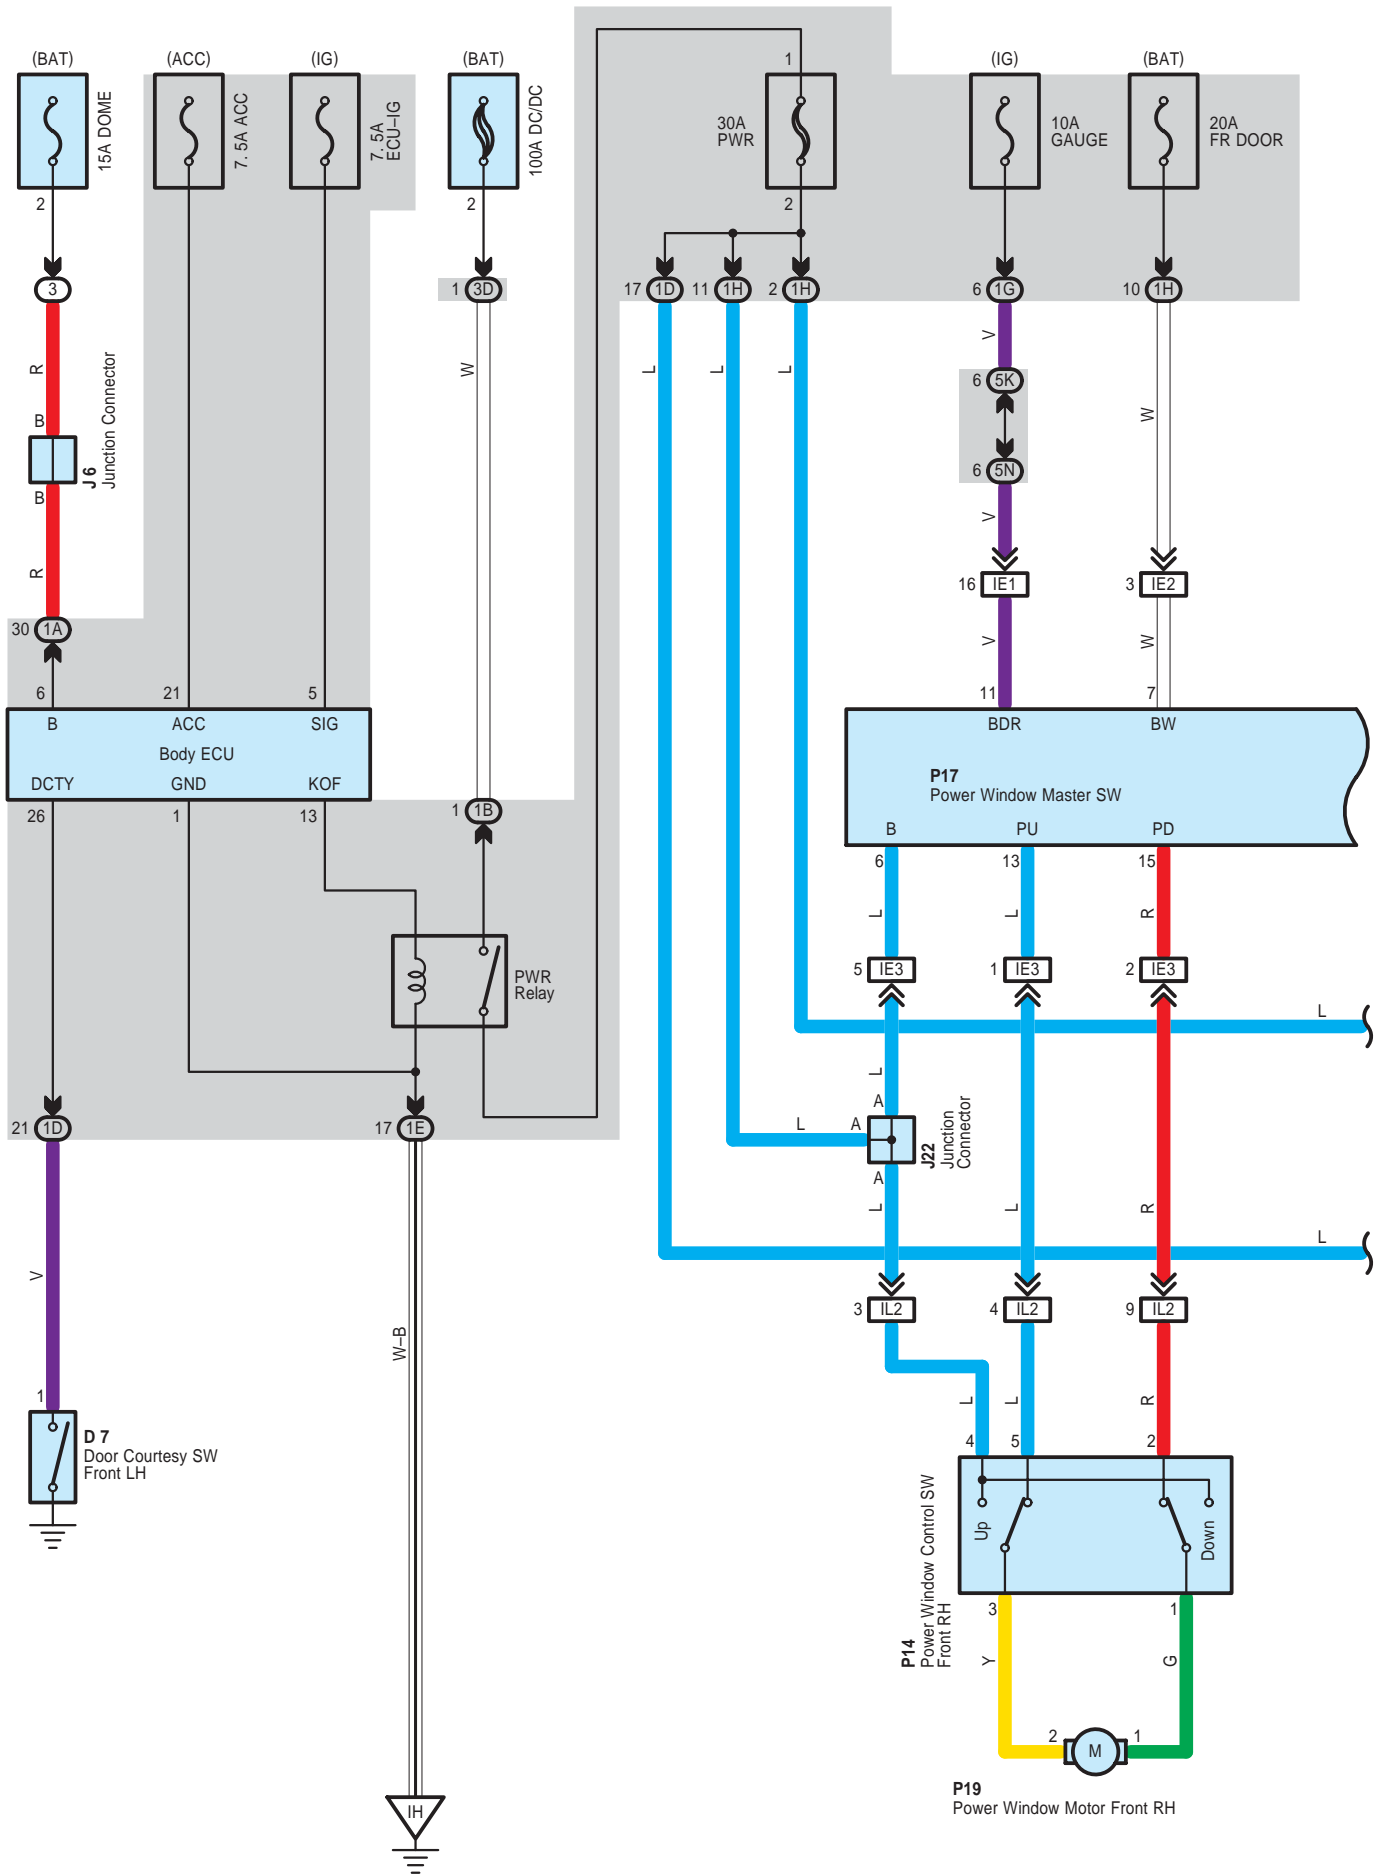 (BAT)
(ACC)
(IG)
(BAT)
(IG)
(BAT)
15A DOME
7. 5A ACC
7. 5A
ECU–IG
100A DC/DC
1
30A
PWR
10A
GAUGE
20A
FR DOOR
2
2
2
3
1 3D
17 1D
11 1H
2 1H
6 1G
10 1H
R
W
L
L
L
V
6 5K
W
B
J 6
Junction Connector
B
6 5N
R
V
16 IE1
3 IE2
30 1A
V
W
6
21
5
11
7
B
ACC
SIG
BDR
BW
Body ECU
P17
Power Window Master SW
DCTY
GND
KOF
26
1
13
1 1B
B
PU
PD
6
13
15
L
L
R
PWR
Relay
5 IE3
1 IE3
2 IE3
L
L
A
21 1D
17 1E
L
A
J22
Junction
Connector
A
L
L
R
L
V
3 IL2
4 IL2
9 IL2
W–B
1
L
L
R
D 7
Door Courtesy SW
Front LH
4
5
2
Up
Down
P14
Power Window Control SW
Front RH
3
1
Y
G
2
M
1
P19
Power Window Motor Front RH
IH